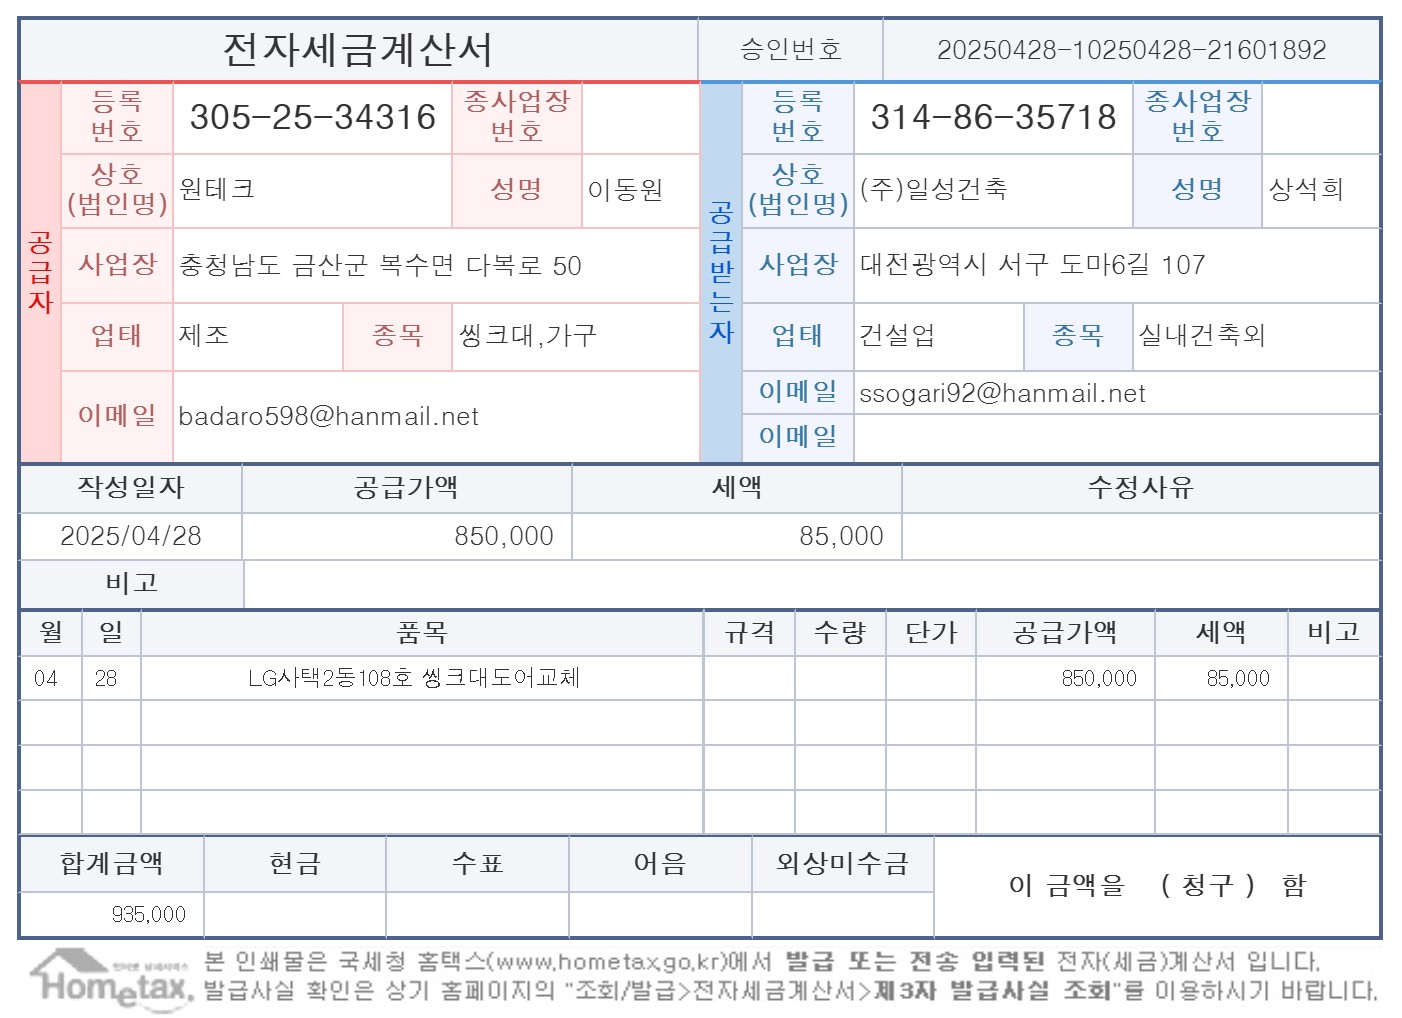 전자세금계산서 승인번호 20250428-10250428-21601892
공급자
등록번호 305-25-34316 종사업장번호
상호(법인명) 원테크 성명 이동원
사업장 충청남도 금산군 복수면 다복로 50
업태 제조 종목 씽크대,가구
이메일 badaro598@hanmail.net
공급받는자
등록번호 314-86-35718 종사업장번호
상호(법인명) (주)일성건축 성명 상석희
사업장 대전광역시 서구 도마6길 107
업태 건설업 종목 실내건축외
이메일 ssogari92@hanmail.net
이메일
작성일자 공급가액 세액 수정사유
2025/04/28 850,000 85,000
비고
월 일 품목 규격 수량 단가 공급가액 세액 비고
04 28 LG사택2동108호 씽크대도어교체 850,000 85,000
합계금액 현금 수표 어음 외상미수금
이 금액을 ( 청구 ) 함
935,000
Hometax.
본 인쇄물은 국세청 홈택스(www.hometax.go.kr)에서 발급 또는 전송 입력된 전자(세금)계산서 입니다.
발급사실 확인은 상기 홈페이지의 "조회/발급>전자세금계산서>제3자 발급사실 조회"를 이용하시기 바랍니다.